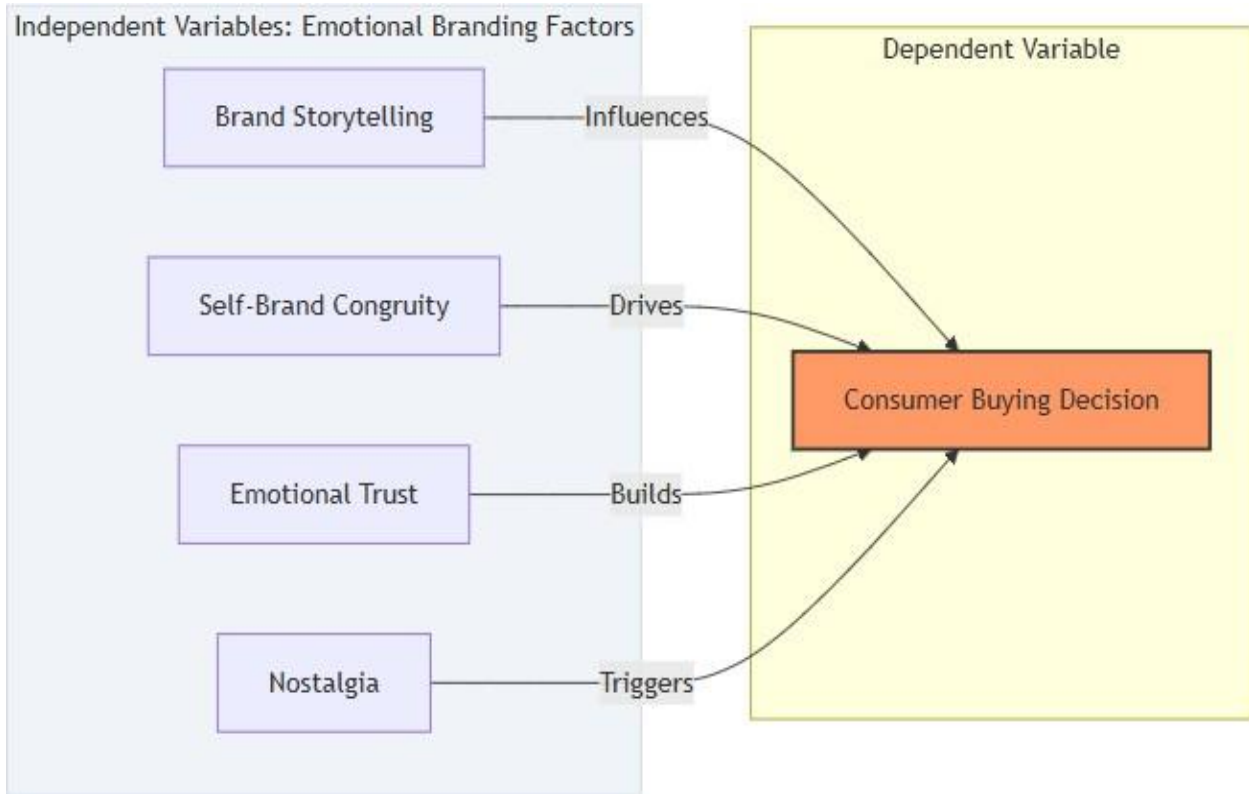 Independent Variables: Emotional Branding Factors
Dependent Variable
Brand Storytelling
Influences
Self-Brand Congruity
Drives
Consumer Buying Decision
Emotional Trust
Builds
Nostalgia
Triggers